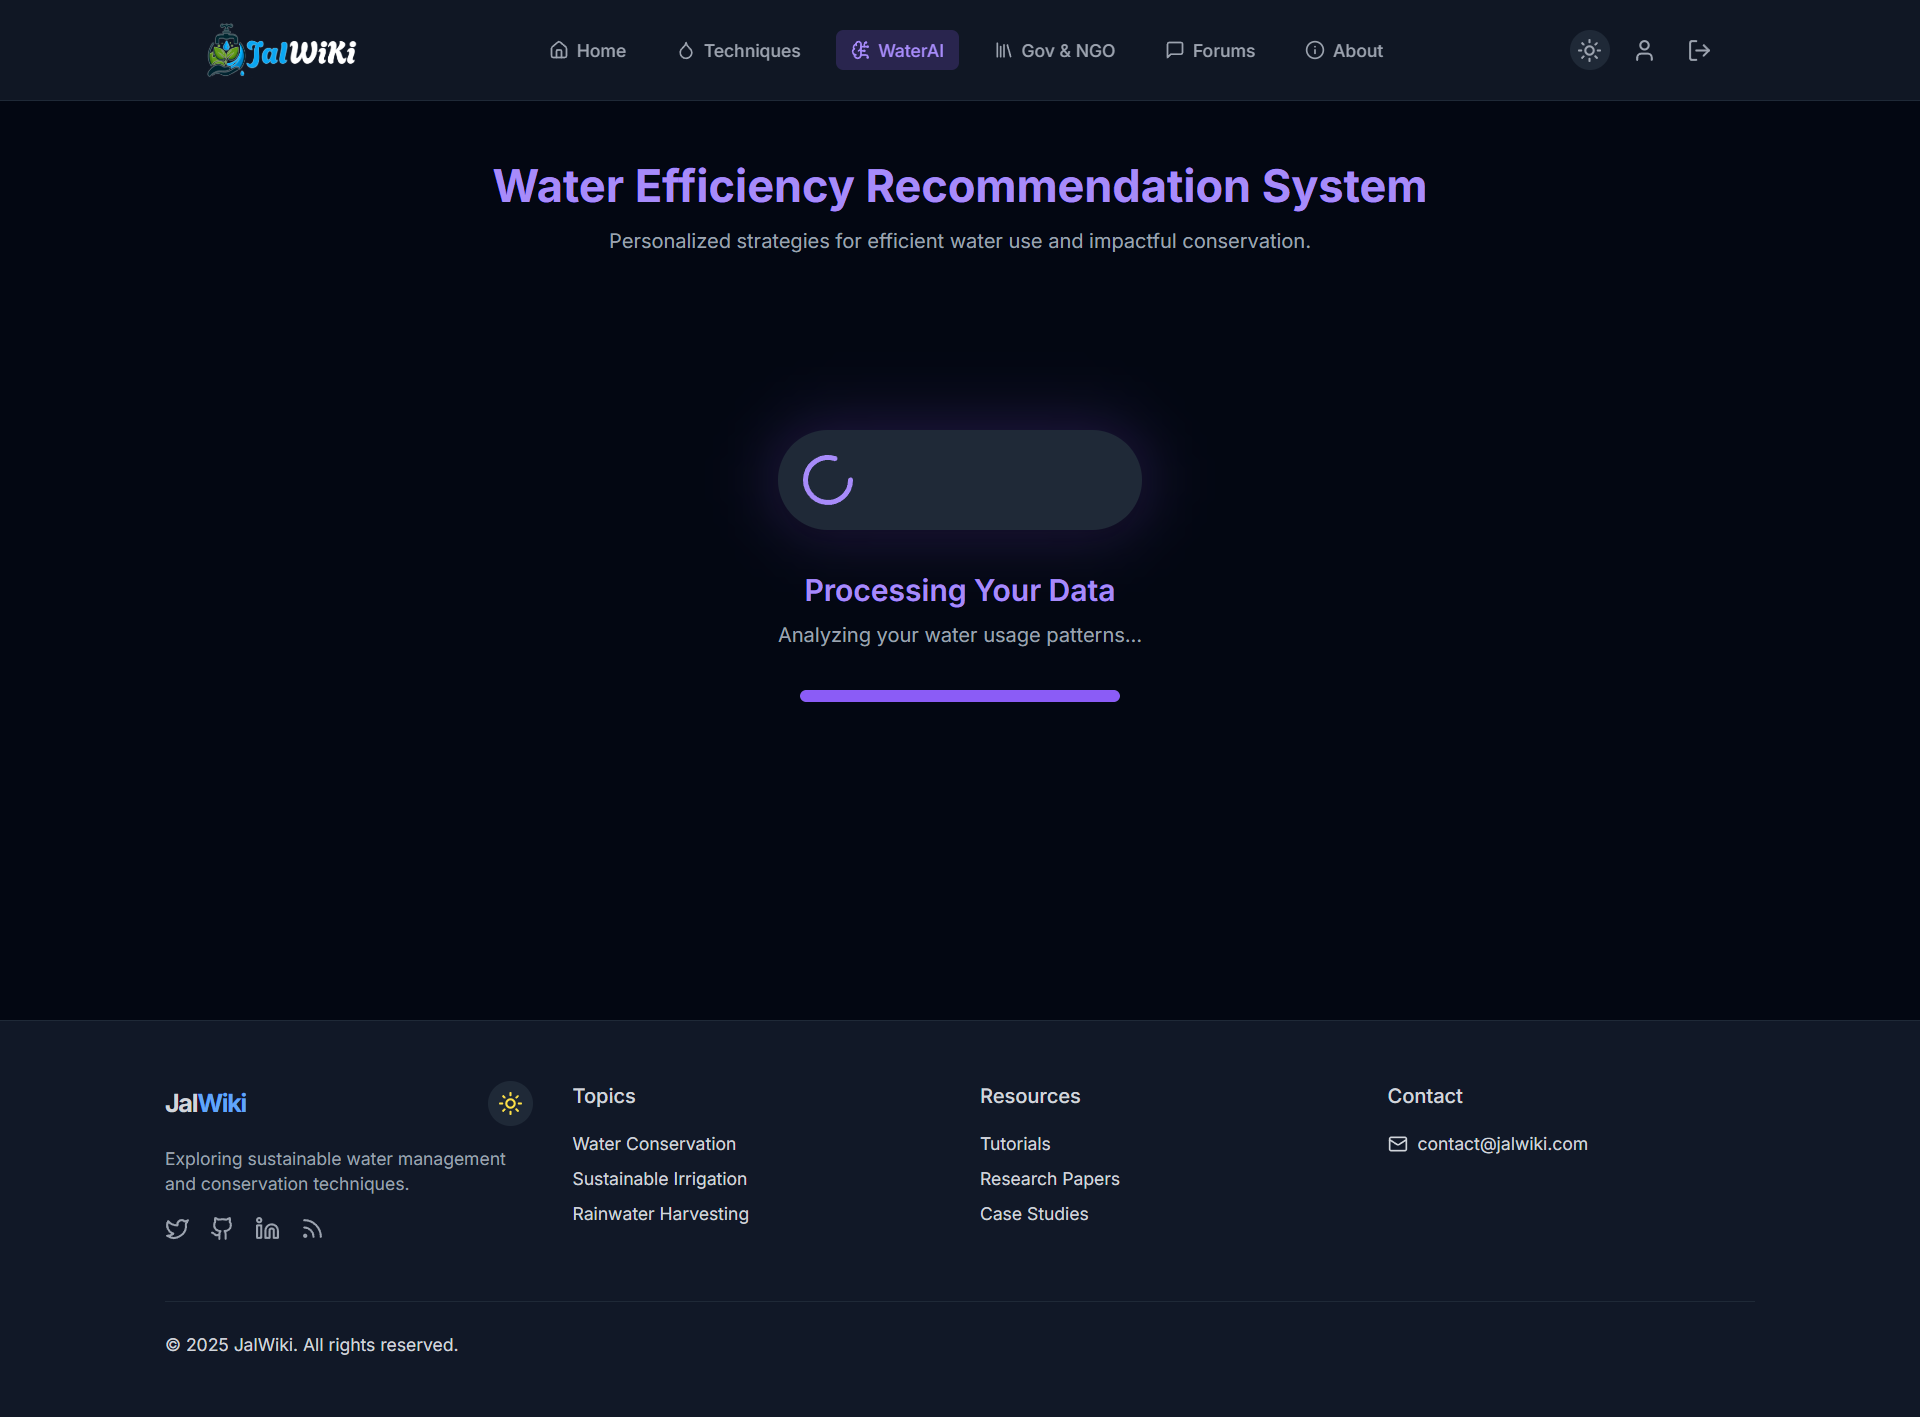 JalWiKi
Home
Techniques
WaterAI
Gov & NGO
Forums
About
Water Efficiency Recommendation System
Personalized strategies for efficient water use and impactful conservation.
Processing Your Data
Analyzing your water usage patterns...
JalWiki
Exploring sustainable water management
and conservation techniques.
Topics
Water Conservation
Sustainable Irrigation
Rainwater Harvesting
Resources
Tutorials
Research Papers
Case Studies
Contact
contact@jalwiki.com
© 2025 JalWiki. All rights reserved.